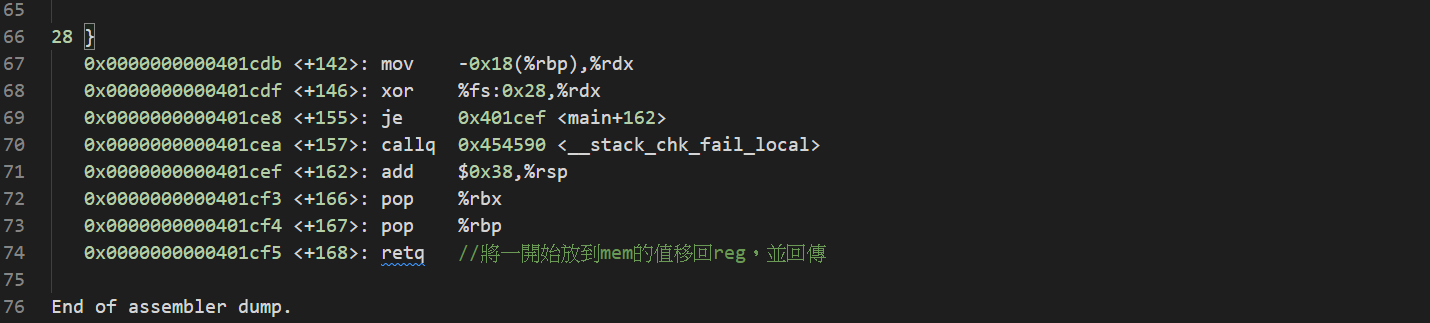 65
66 28 }
67 0x0000000000401cdb <+142>: mov -0x18(%rbp),%rdx
68 0x0000000000401cdf <+146>: xor %fs:0x28,%rdx
69 0x0000000000401ce8 <+155>: je 0x401cef <main+162>
70 0x0000000000401cea <+157>: callq 0x454590 <__stack_chk_fail_local>
71 0x0000000000401cef <+162>: add $0x38,%rsp
72 0x0000000000401cf3 <+166>: pop %rbx
73 0x0000000000401cf4 <+167>: pop %rbp
74 0x0000000000401cf5 <+168>: retq //將一開始放到mem的值移回reg，並回傳
75
76 End of assembler dump.